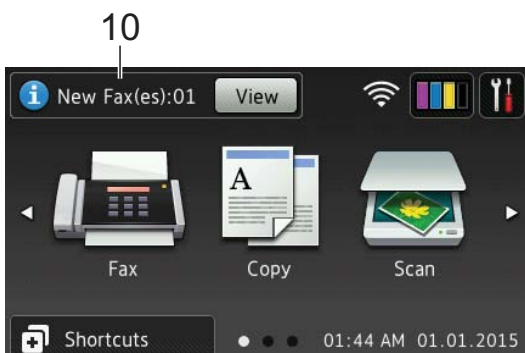 10
New Fax(es):01 View
A
Fax Copy Scan
Shortcuts 01:44 AM 01.01.2015